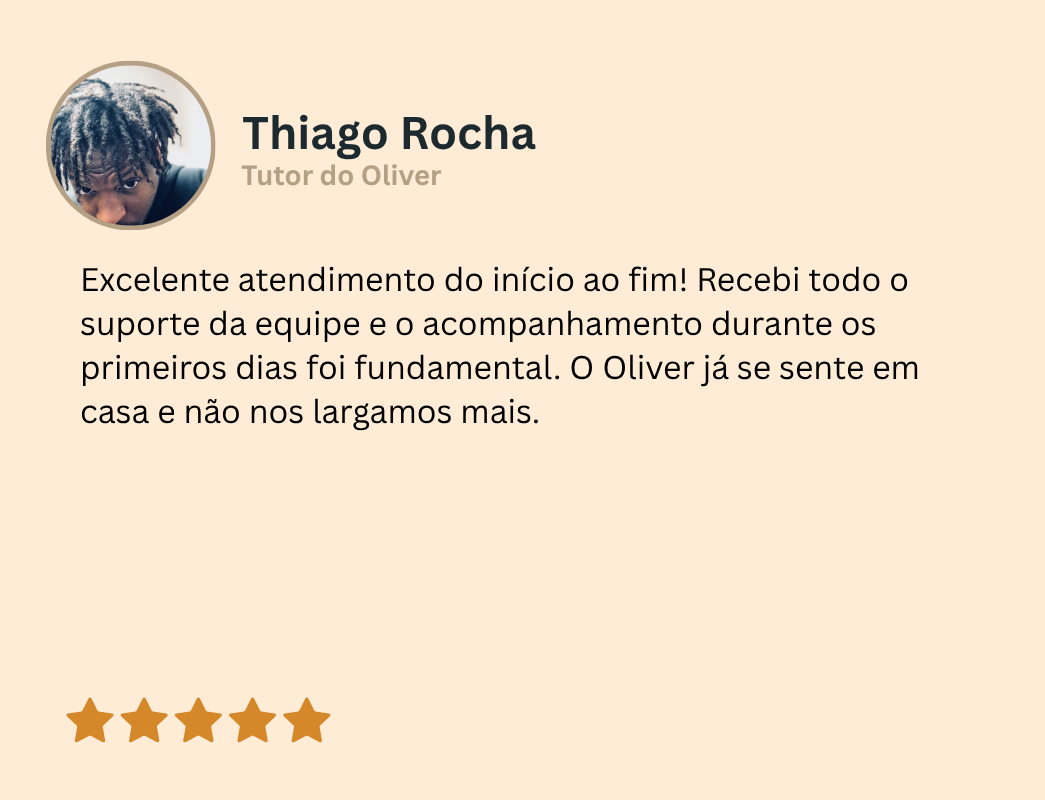 Thiago Rocha
Tutor do Oliver
Excelente atendimento do início ao fim! Recebi todo o
suporte da equipe e o acompanhamento durante os
primeiros dias foi fundamental. O Oliver já se sente em
casa e não nos largamos mais.